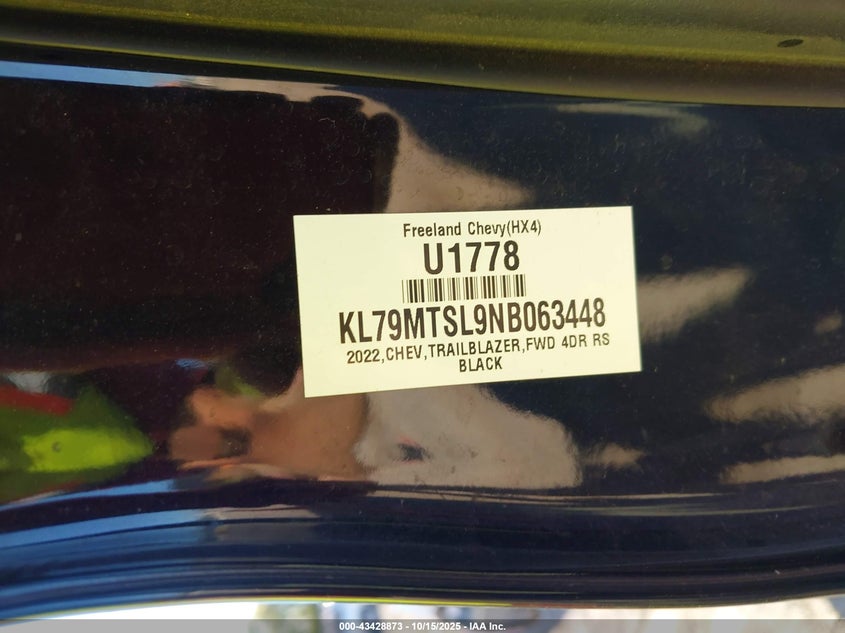 Freeland Chevy(HX4)
U1778
KL79MTSL9NB063448
2022,CHEV,TRAILBLAZER,FWD 4DR RS
BLACK
000-43428873 - 10/15/2025 - IAA Inc.